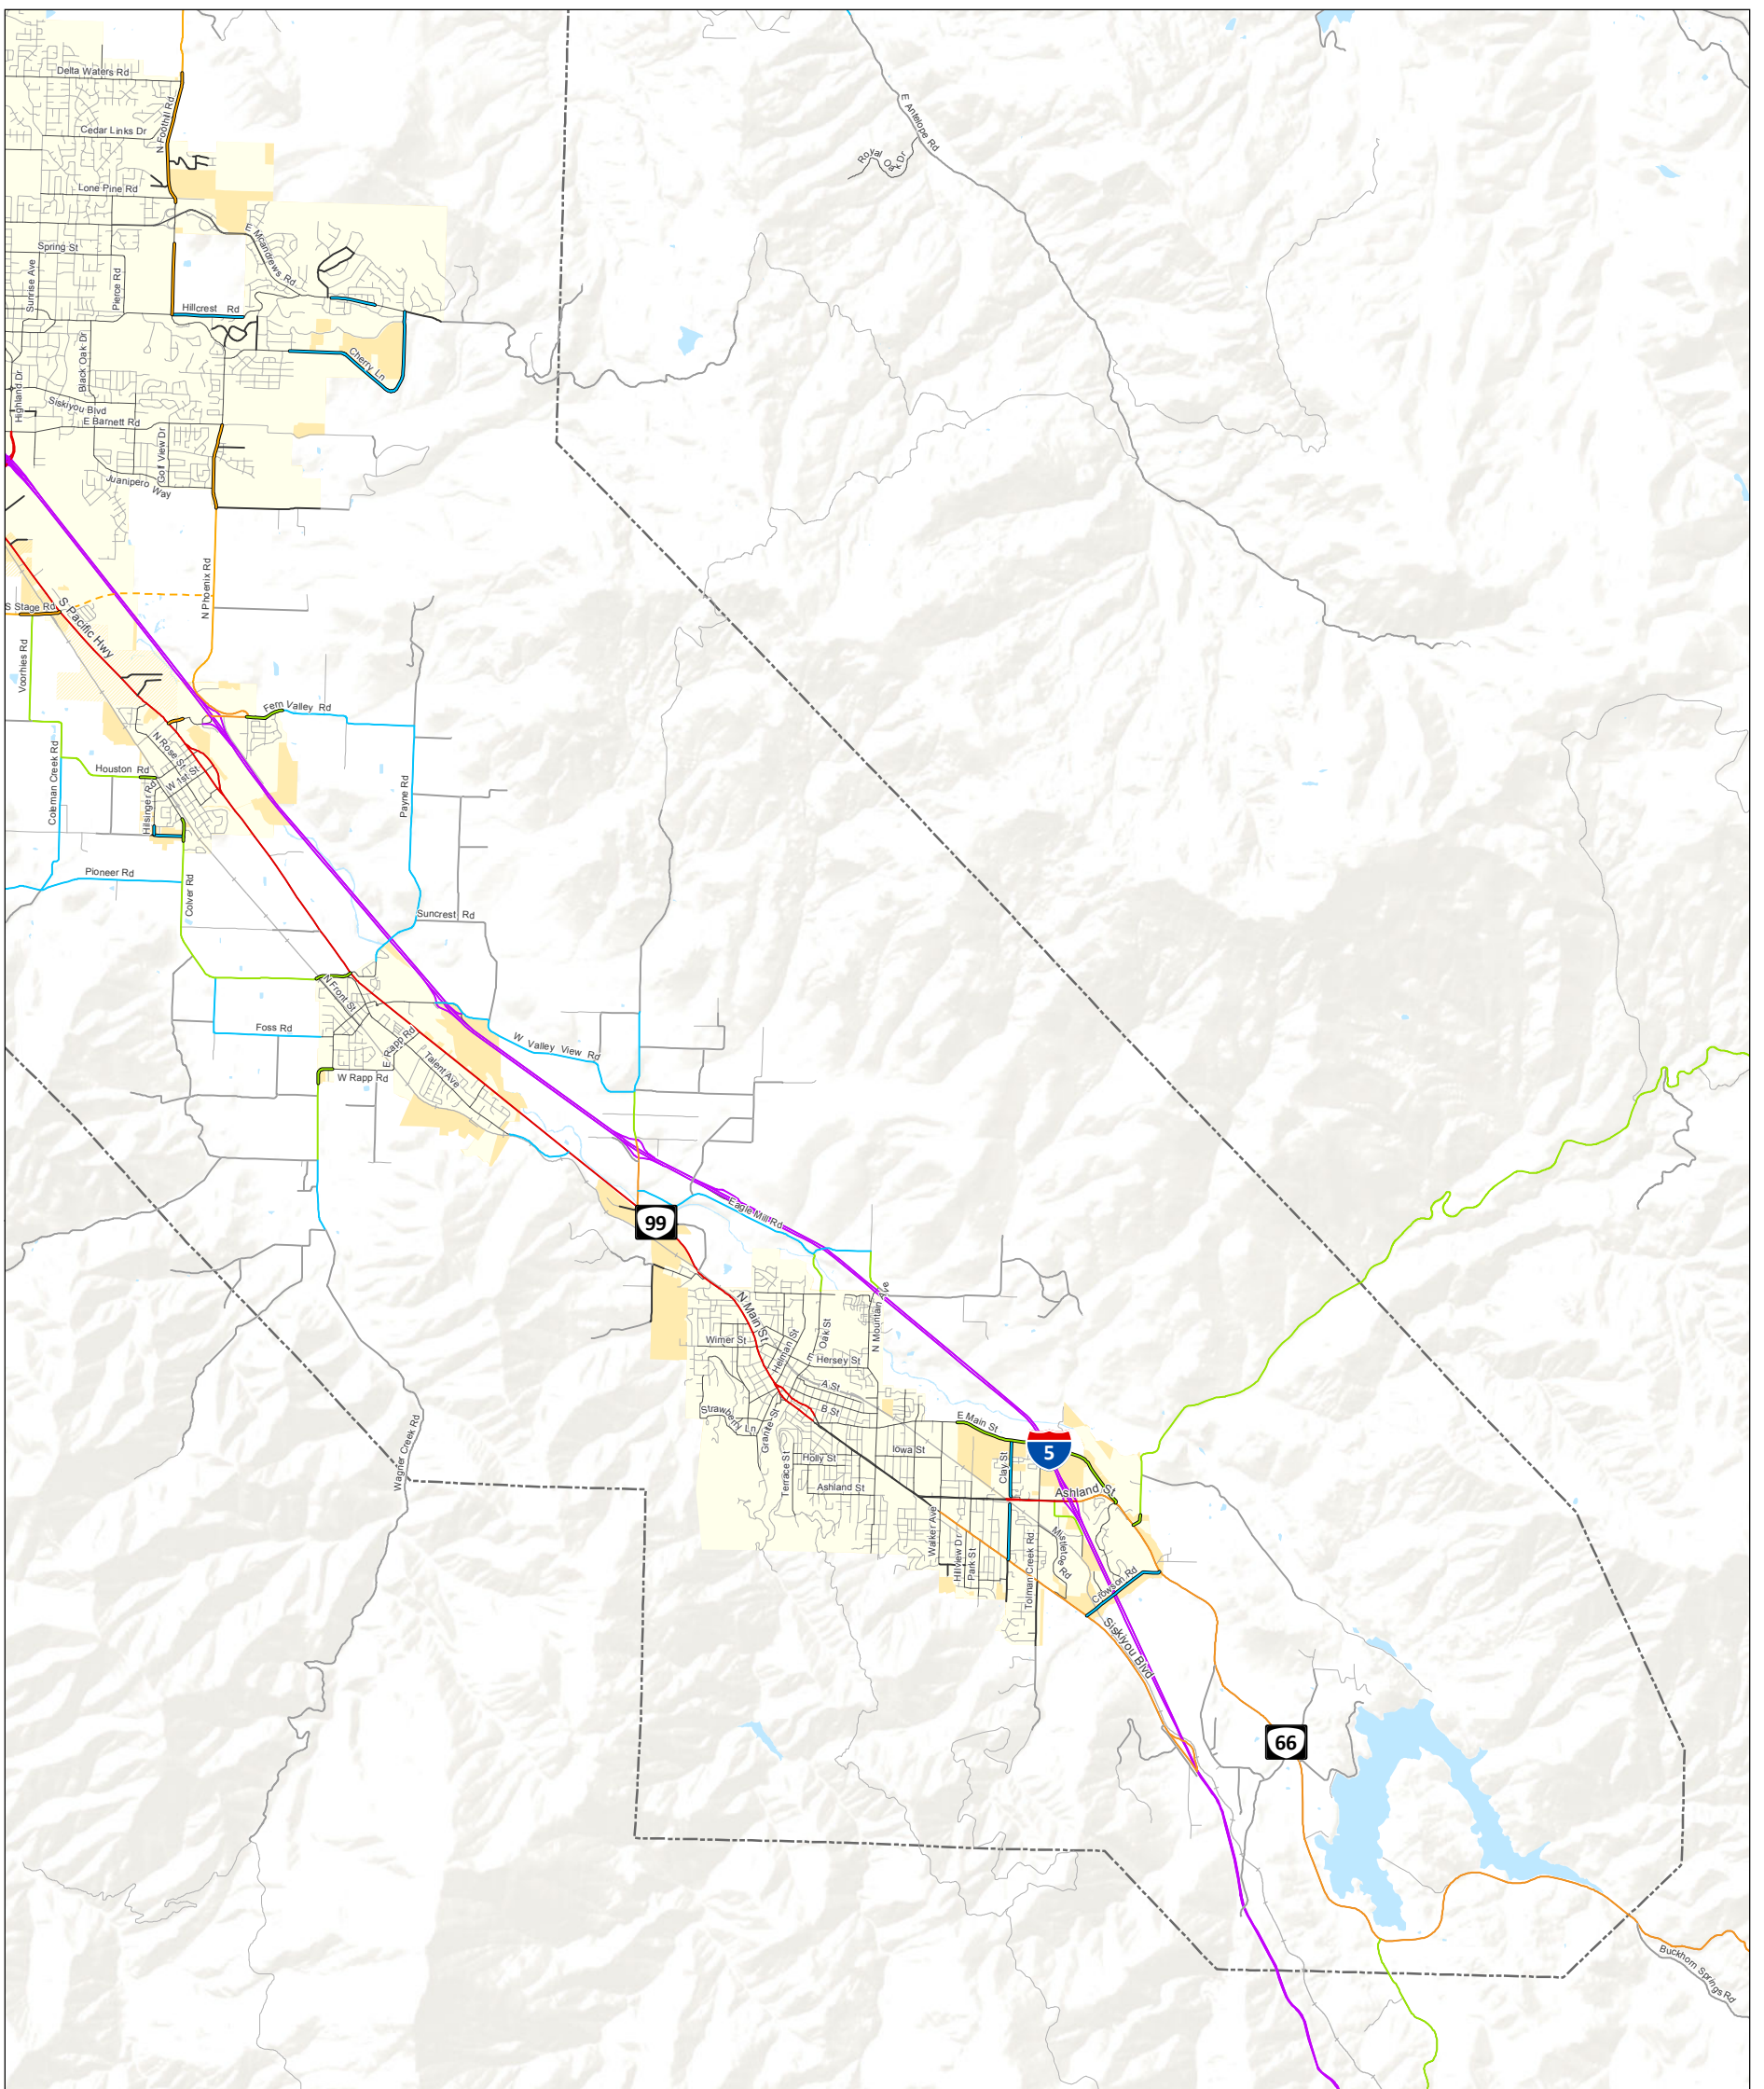 Delta Waters Rd
N Foothill Rd
E Antelope Rd
Cedar Links Dr
Royal Oak Dr
Lone Pine Rd
E Mcandrews Rd
Spring St
Sunrise Ave
Pierce Rd
Hillcrest Rd
Black Oak Dr
Cherry Ln
Highland Dr
Siskiyou Blvd
E Barnett Rd
Golf View Dr
Juanipero Way
N Phoenix Rd
S Stage Rd
S Pacific Hwy
Voorhies Rd
Fern Valley Rd
N Rose St
Coleman Creek Rd
Houston Rd
W 1st St
Hilsinger Rd
Payne Rd
Pioneer Rd
Colver Rd
Suncrest Rd
N Front St
Foss Rd
E Rapp Rd
W Valley View Rd
Talent Ave
W Rapp Rd
Eagle Mill Rd
99
N Main St
N Mountain Ave
Oak St
Wimer St
Helman St
E Hersey St
A St
B St
Strawberry Ln
Granite St
E Main St
Wagner Creek Rd
Iowa St
5
Holly St
Terrace St
Clay St
Ashland St
Ashland St
Walker Ave
Hillview Dr
Park St
Tolman Creek Rd
Mistletoe Rd
Crowson Rd
Siskiyou Blvd
66
Buckhorn Springs Rd